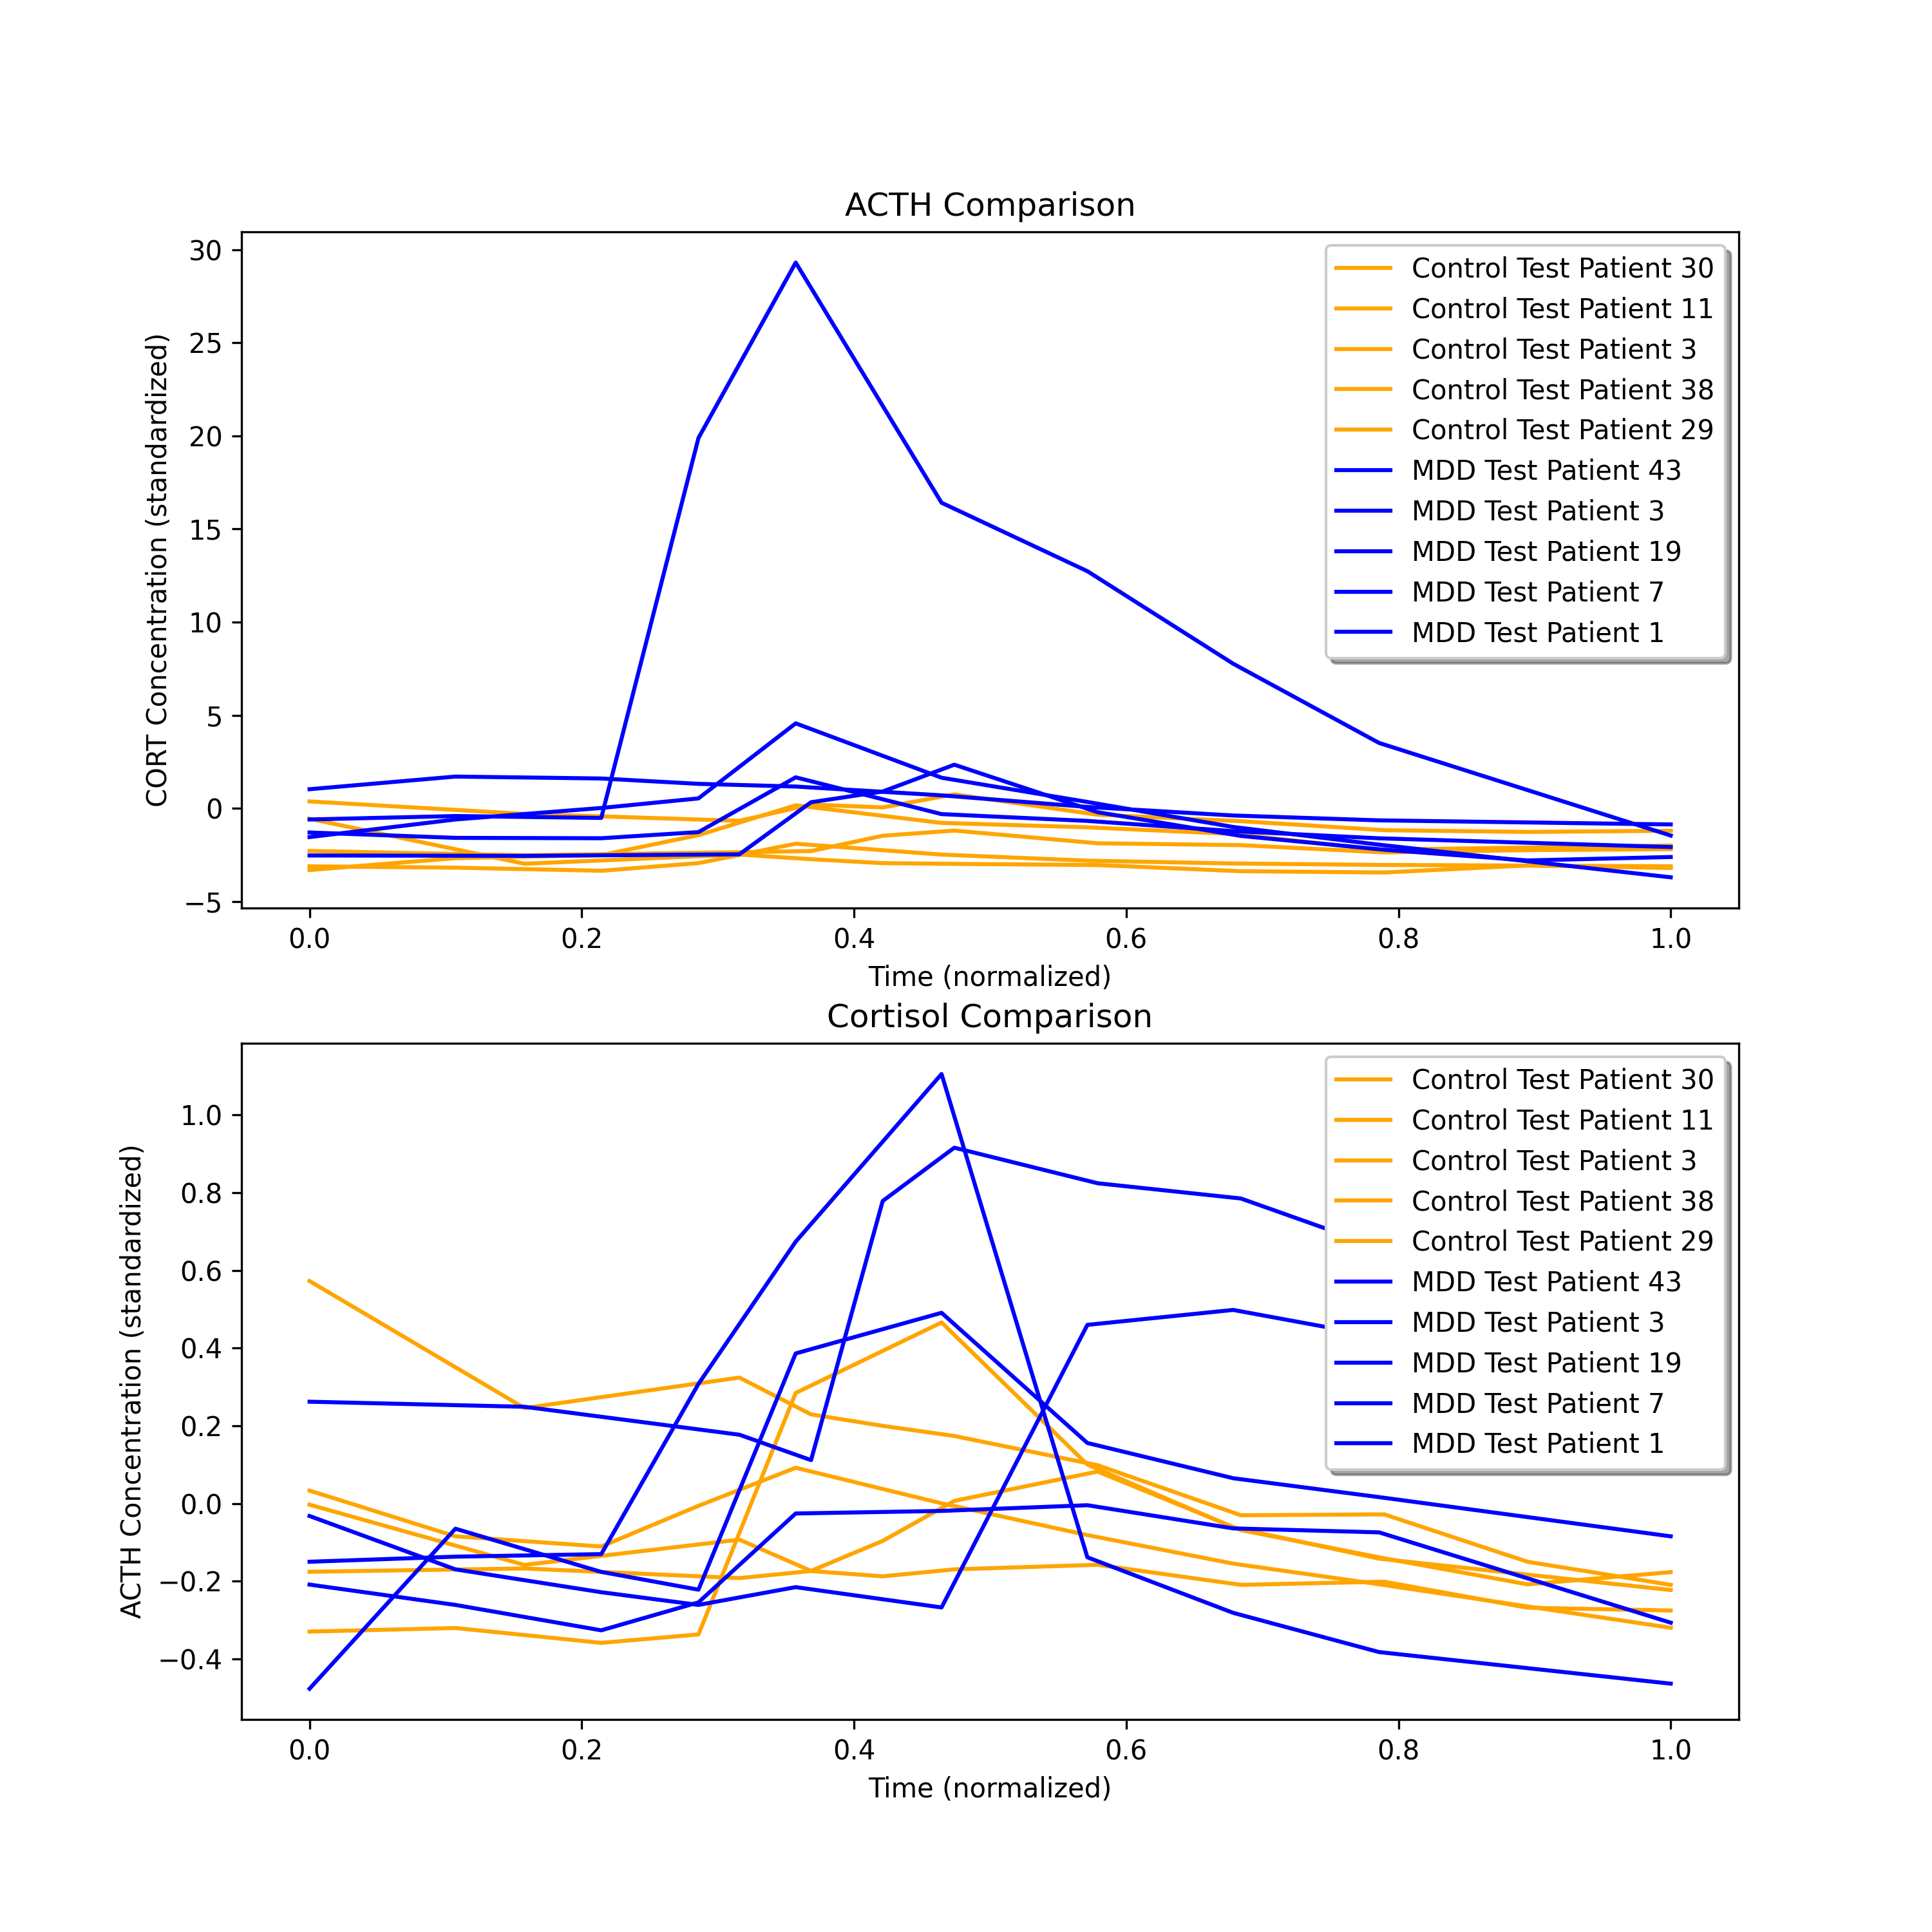 ACTH Comparison
CORT Concentration (standardized)
30
25
20
15
10
5
0
−5
Control Test Patient 30
Control Test Patient 11
Control Test Patient 3
Control Test Patient 38
Control Test Patient 29
MDD Test Patient 43
MDD Test Patient 3
MDD Test Patient 19
MDD Test Patient 7
MDD Test Patient 1
0.0 0.2 0.4 0.6 0.8 1.0
Time (normalized)
Cortisol Comparison
ACTH Concentration (standardized)
1.0
0.8
0.6
0.4
0.2
0.0
−0.2
−0.4
Control Test Patient 30
Control Test Patient 11
Control Test Patient 3
Control Test Patient 38
Control Test Patient 29
MDD Test Patient 43
MDD Test Patient 3
MDD Test Patient 19
MDD Test Patient 7
MDD Test Patient 1
0.0 0.2 0.4 0.6 0.8 1.0
Time (normalized)